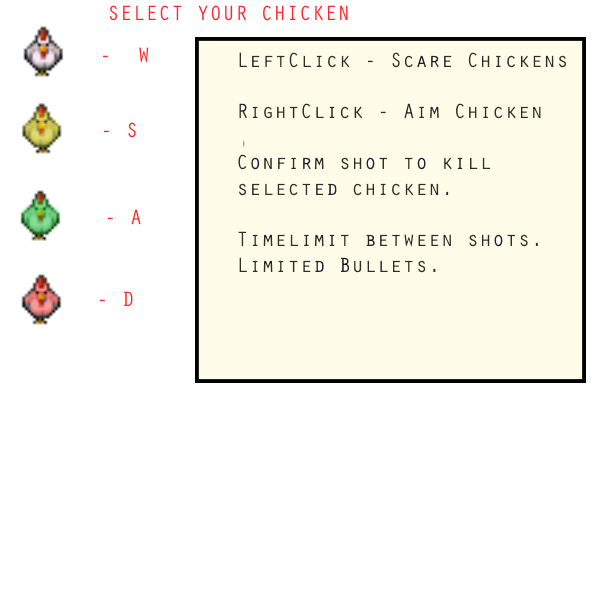 SELECT YOUR CHICKEN
- W
- S
- A
- D
LeftClick - Scare Chickens
RightClick - Aim Chicken
Confirm shot to kill
selected chicken.
Timelimit between shots.
Limited Bullets.